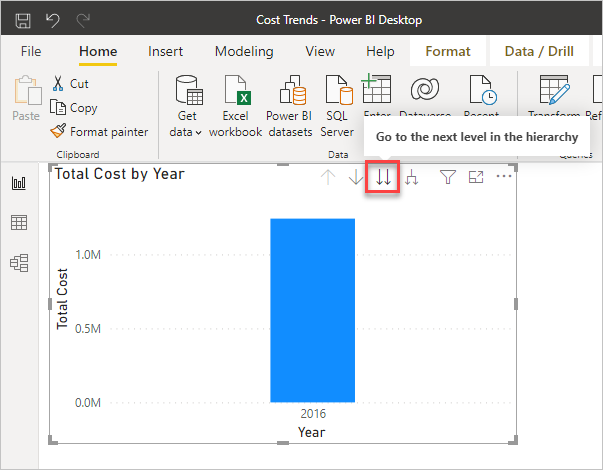 Cost Trends - Power BI Desktop
File Home Insert Modeling View Help Format Data / Drill
Paste
Cut
Copy
Format painter
Get data
Excel workbook
Power BI datasets
SQL Server
Enter
Dataverse
Recent
Transform
Clipboard
Data
Queries
Go to the next level in the hierarchy
Total Cost by Year
Total Cost
1.0M
0.5M
0.0M
2016
Year